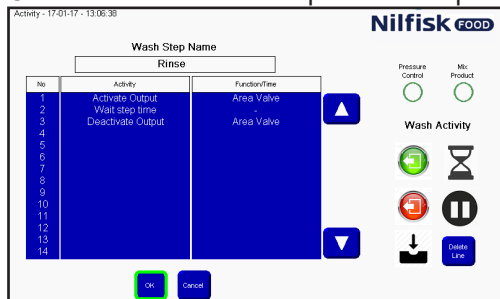 Activity - 17-01-17 - 13:06:38
Nilfisk FOOD
Wash Step Name
Rinse
Pressure Control
Mix Product
No Activity Function/Time
1 Activate Output Area Valve
2 Wait step time -
3 Deactivate Output Area Valve
4
5
6
7
8
9
10
11
12
13
14
Wash Activity
Delete Line
OK
Cancel